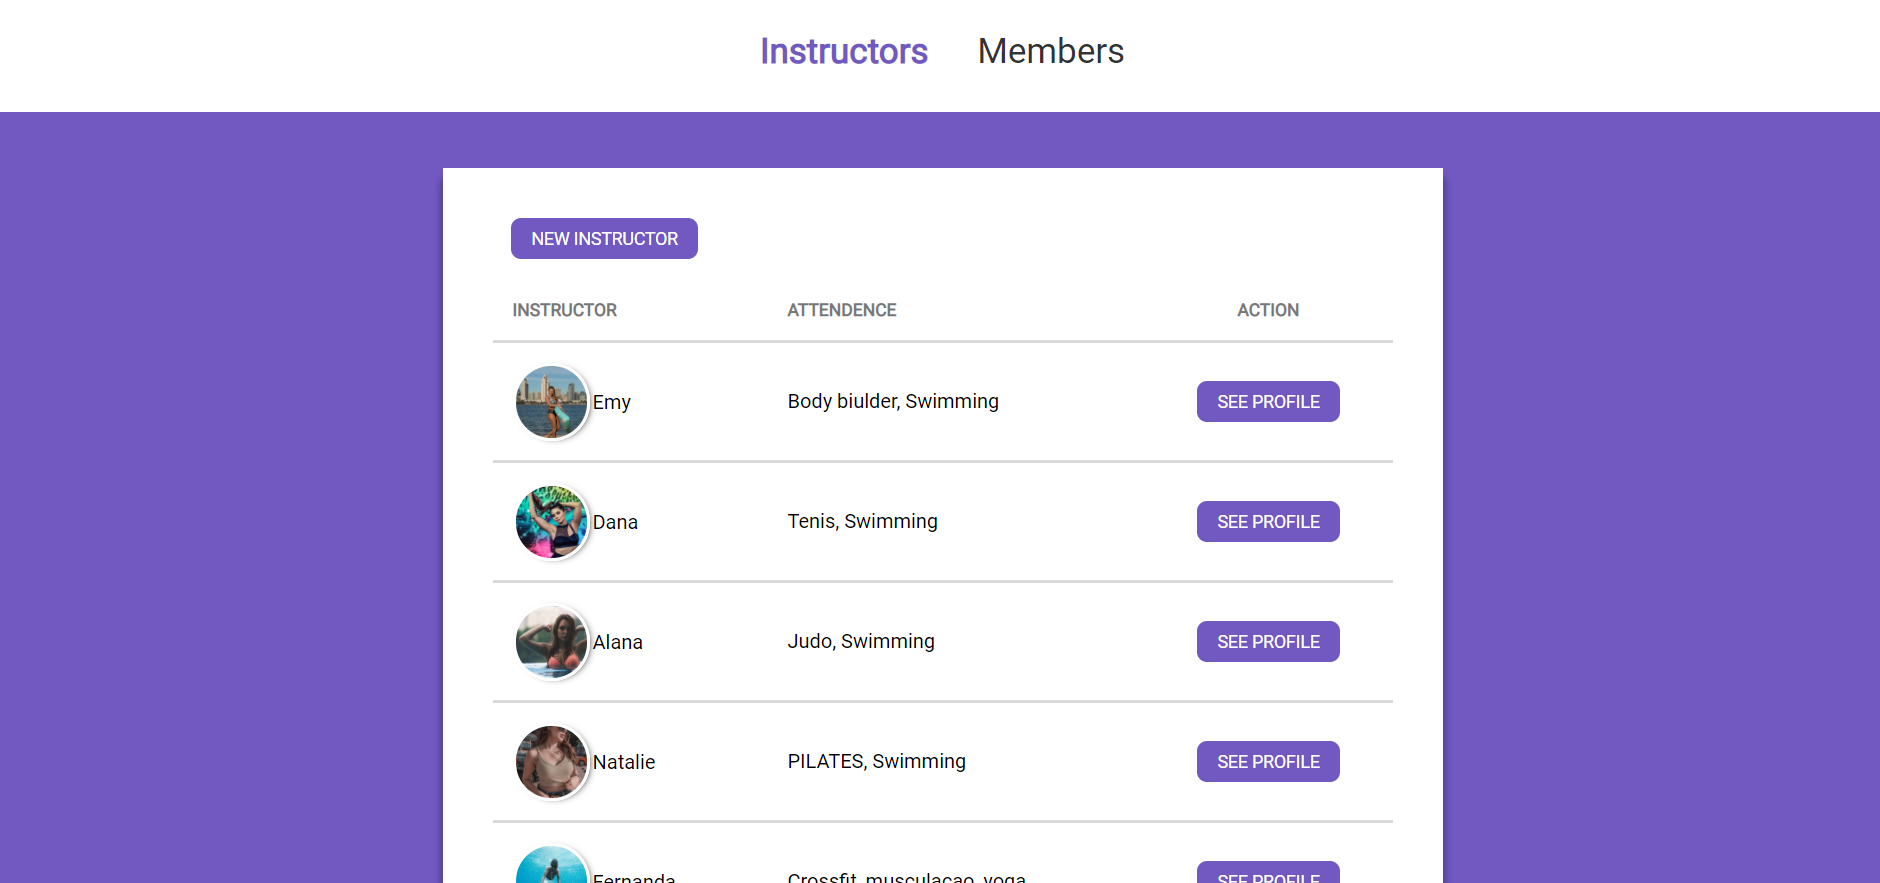 Instructors Members
NEW INSTRUCTOR
INSTRUCTOR ATTENDENCE ACTION
Emy Body biulder, Swimming SEE PROFILE
Dana Tenis, Swimming SEE PROFILE
Alana Judo, Swimming SEE PROFILE
Natalie PILATES, Swimming SEE PROFILE
Fernanda Crossfit, musculacao, yoga SEE PROFILE